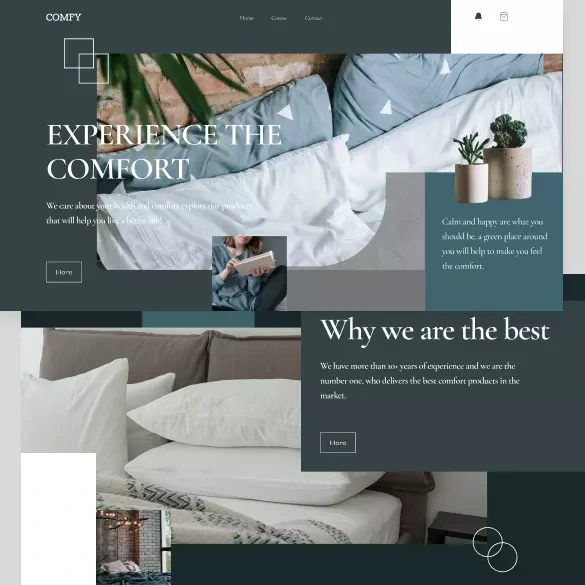 COMFY
Home
Corner
Contact
EXPERIENCE THE
COMFORT
We care about your health and comfort explore our products
that will help you live a better life!
More
Calm and happy are what you
should be, a green place around
you will help to make you feel
the comfort.
Why we are the best
We have more than 10+ years of experience and we are the
number one, who delivers the best comfort products in the
market.
More